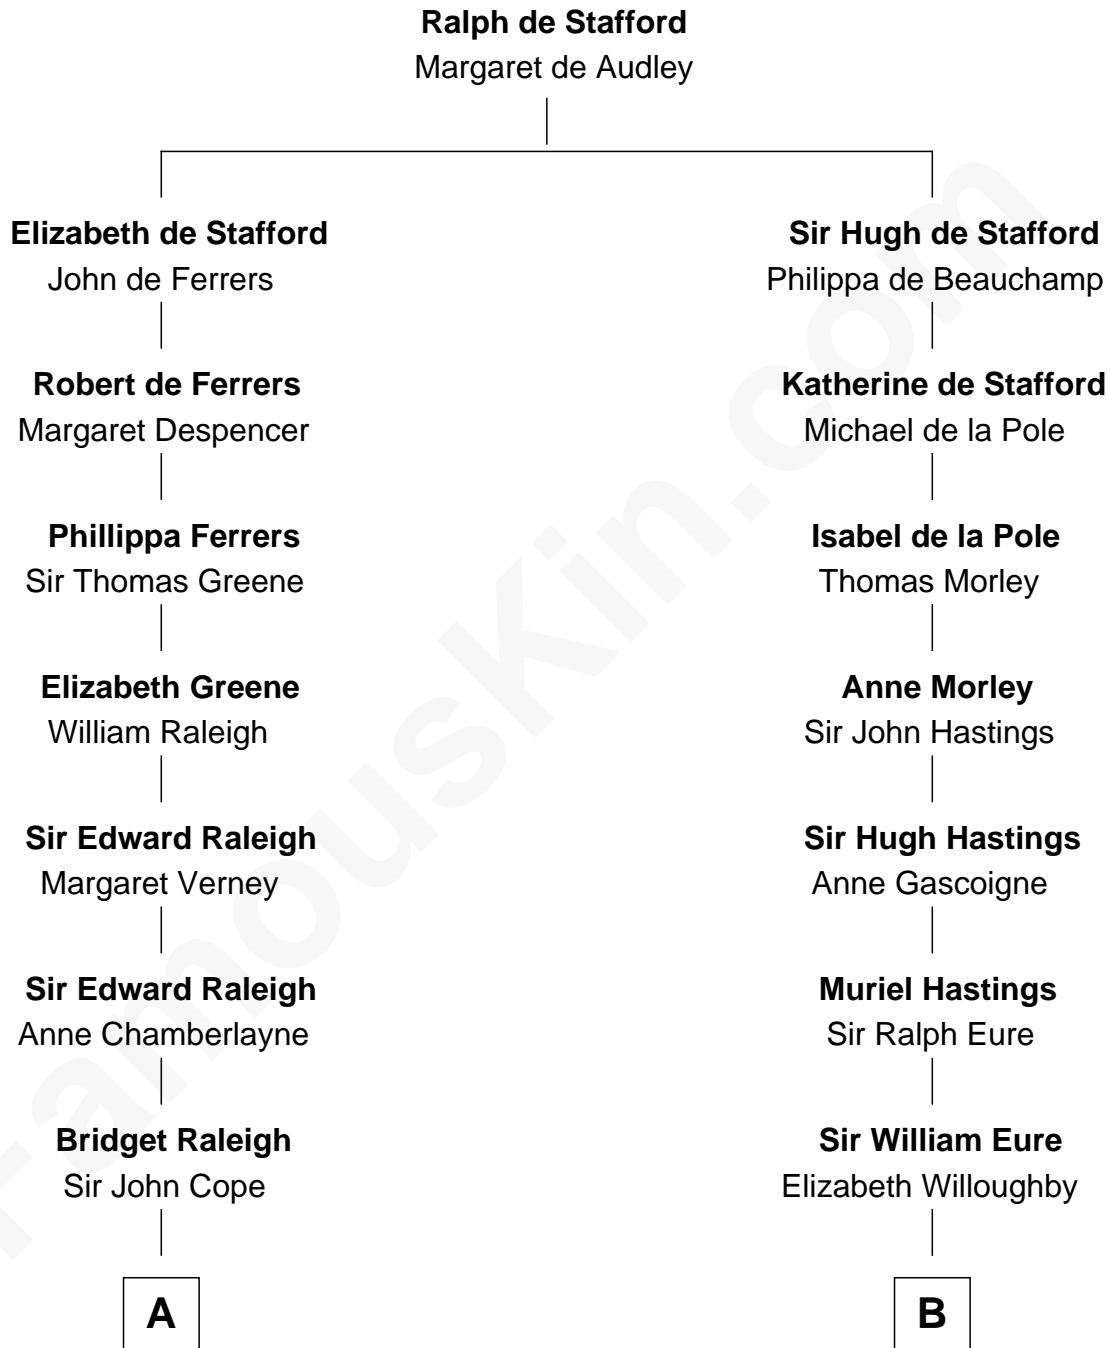 Ralph de Stafford
Margaret de Audley
Elizabeth de Stafford
John de Ferrers
Sir Hugh de Stafford
Philippa de Beauchamp
Robert de Ferrers
Margaret Despencer
Katherine de Stafford
Michael de la Pole
Phillippa Ferrers
Sir Thomas Greene
Isabel de la Pole
Thomas Morley
Elizabeth Greene
William Raleigh
Anne Morley
Sir John Hastings
Sir Edward Raleigh
Margaret Verney
Sir Hugh Hastings
Anne Gascoigne
Sir Edward Raleigh
Anne Chamberlayne
Muriel Hastings
Sir Ralph Eure
Bridget Raleigh
Sir John Cope
Sir William Eure
Elizabeth Willoughby
A
B
FamousKin.com